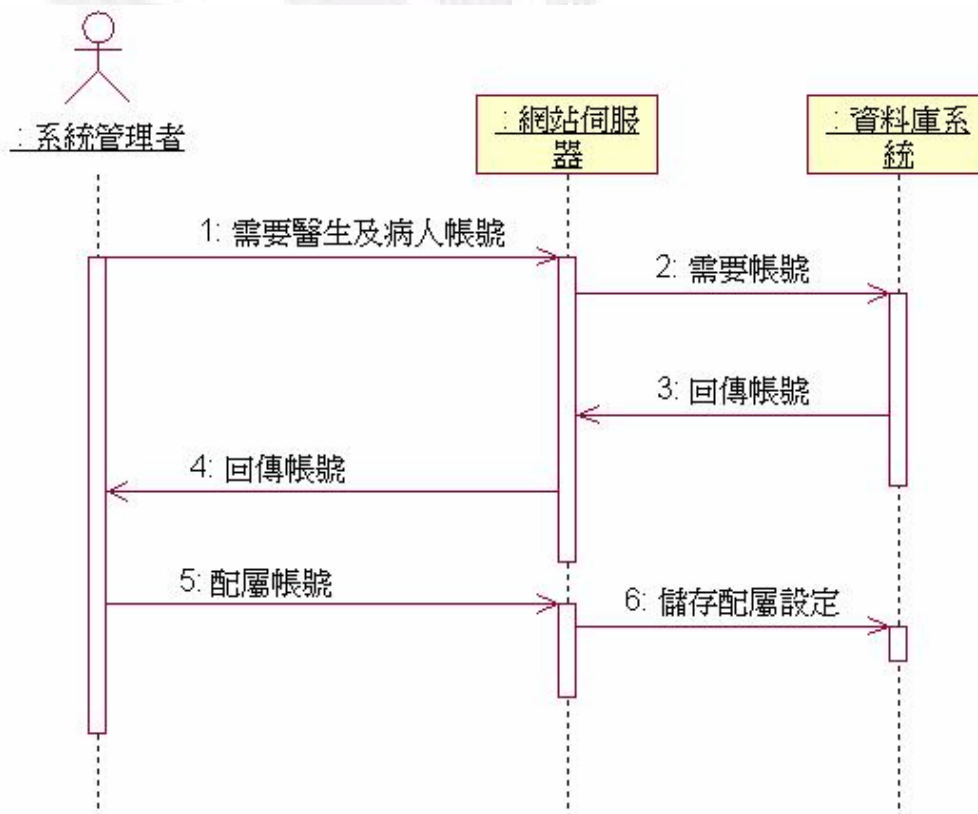 : 系統管理者
: 網站伺服
器
: 資料庫系
統
1: 需要醫生及病人帳號
2: 需要帳號
3: 回傳帳號
4: 回傳帳號
5: 配屬帳號
6: 儲存配屬設定